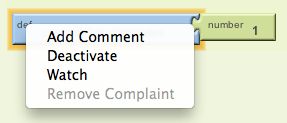 def
number 1
Add Comment
Deactivate
Watch
Remove Complaint